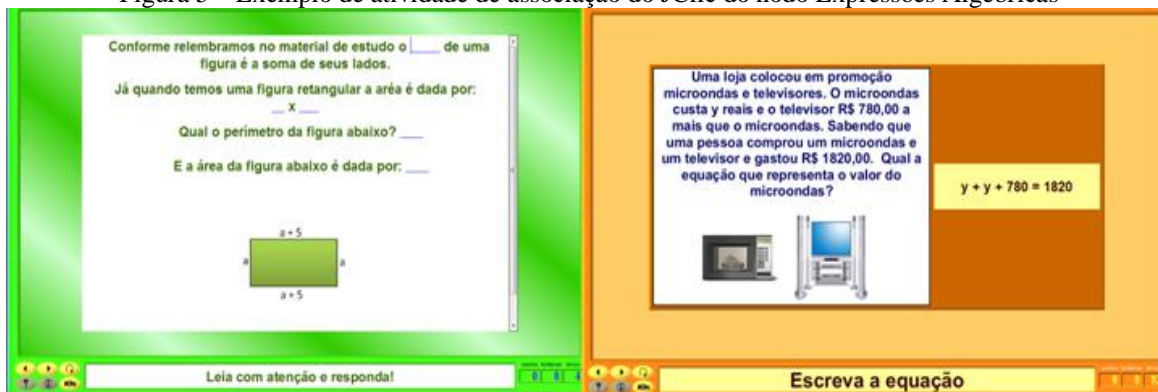 Figura 5 – Exemplo de atividade de associação do JClic do nodo Expressões Algébricas
Conforme relembramos no material de estudo o ____ de uma
figura é a soma de seus lados.
Já quando temos uma figura retangular a aréa é dada por:
__ x ___
Qual o perímetro da figura abaixo? ____
E a área da figura abaixo é dada por: ____
a + 5
a
a
a + 5
Leia com atenção e responda!
Uma loja colocou em promoção
microondas e televisores. O microondas
custa y reais e o televisor R$ 780,00 a
mais que o microondas. Sabendo que
uma pessoa comprou um microondas e
um televisor e gastou R$ 1820,00. Qual a
equação que representa o valor do
microondas?
y + y + 780 = 1820
Escreva a equação